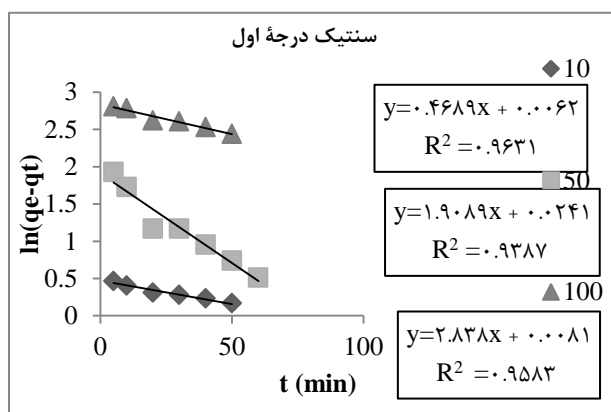 سنتیک درجۀ اول
ln(qe-qt)
3
2.5
2
1.5
1
0.5
0
0
50
100
t (min)
10
y=۰.۴۶۸۹x + ۰.۰۰۶۲
R² =۰.۹۶۳۱
50
y=۱.۹۰۸۹x + ۰.۰۲۴۱
R² =۰.۹۳۸۷
100
y=۲.۸۳۸x + ۰.۰۰۸۱
R² =۰.۹۵۸۳